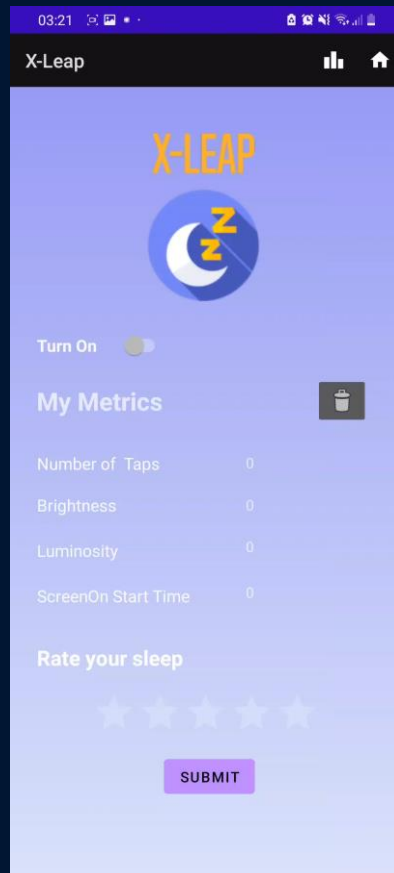 03:21
X-Leap
X-LEAP
Z
Z
Turn On
My Metrics
Number of Taps 0
Brightness 0
Luminosity 0
ScreenOn Start Time 0
Rate your sleep
SUBMIT